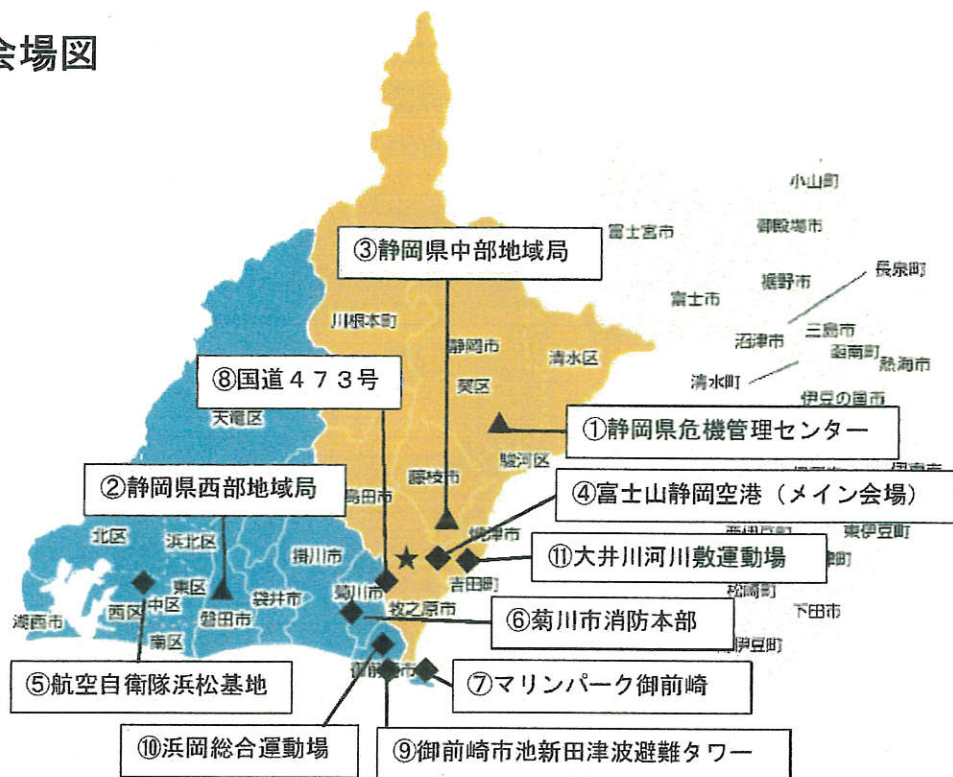 会場図
小山町
富士宮市
御殿場市
③静岡県中部地域局
裾野市
長泉町
富士市
川根本町
静岡市
清水区
沼津市
三島市
函南町
熱海市
⑧国道４７３号
葵区
清水町
伊豆の国市
天竜区
①静岡県危機管理センター
駿河区
藤枝市
②静岡県西部地域局
島田市
④富士山静岡空港（メイン会場）
北区
浜北区
焼津市
東伊豆町
掛川市
⑪大井川河川敷運動場
東区
菊川市
吉田町
西区
中区
袋井市
牧之原市
松崎町
湖西市
磐田市
⑥菊川市消防本部
下田市
南区
⑤航空自衛隊浜松基地
⑦マリンパーク御前崎
⑩浜岡総合運動場
⑨御前崎市池新田津波避難タワー